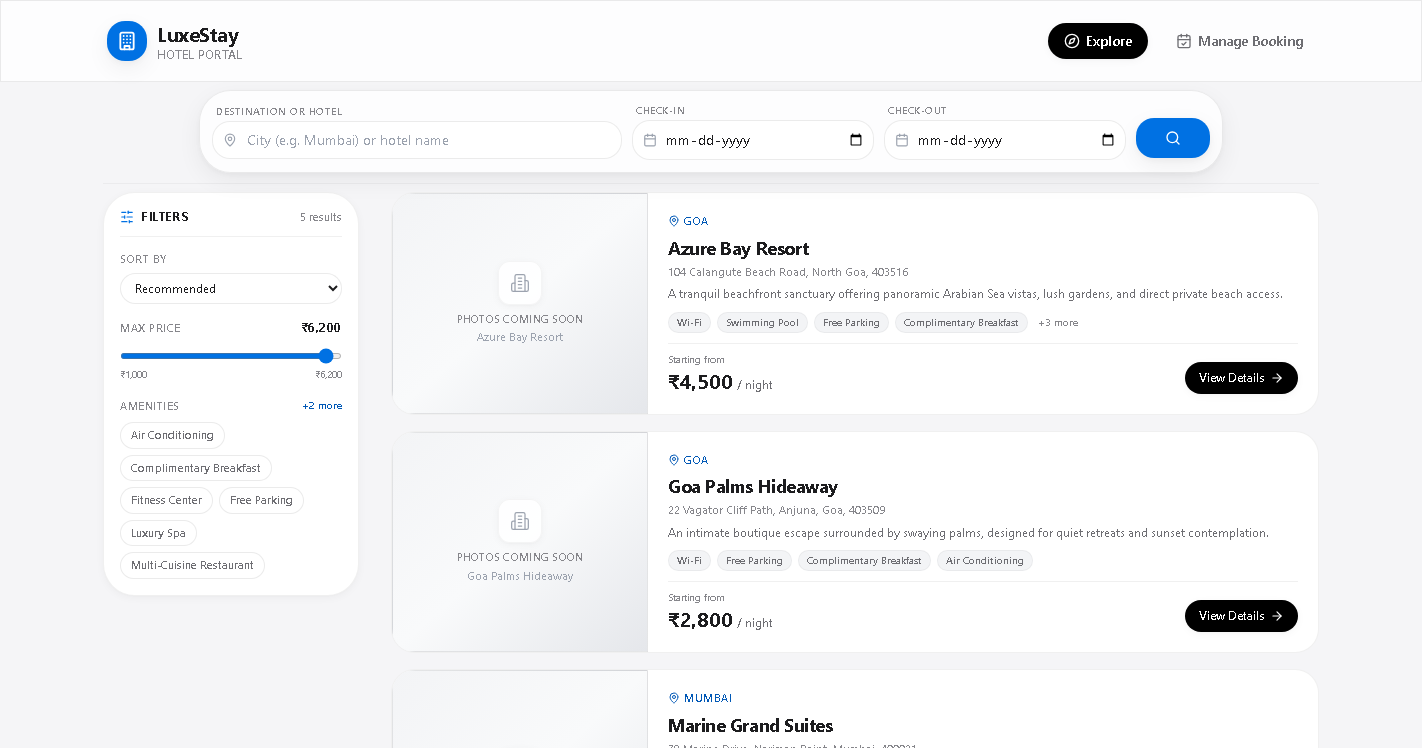 LuxeStay
HOTEL PORTAL
Explore
Manage Booking
DESTINATION OR HOTEL
City (e.g. Mumbai) or hotel name
CHECK-IN
mm-dd-yyyy
CHECK-OUT
mm-dd-yyyy
FILTERS
5 results
SORT BY
Recommended
MAX PRICE
₹6,200
₹1,000
₹6,200
AMENITIES
+2 more
Air Conditioning
Complimentary Breakfast
Fitness Center
Free Parking
Luxury Spa
Multi-Cuisine Restaurant
PHOTOS COMING SOON
Azure Bay Resort
GOA
Azure Bay Resort
104 Calangute Beach Road, North Goa, 403516
A tranquil beachfront sanctuary offering panoramic Arabian Sea vistas, lush gardens, and direct private beach access.
Wi-Fi
Swimming Pool
Free Parking
Complimentary Breakfast
+3 more
Starting from
₹4,500 / night
View Details
PHOTOS COMING SOON
Goa Palms Hideaway
GOA
Goa Palms Hideaway
22 Vagator Cliff Path, Anjuna, Goa, 403509
An intimate boutique escape surrounded by swaying palms, designed for quiet retreats and sunset contemplation.
Wi-Fi
Free Parking
Complimentary Breakfast
Air Conditioning
Starting from
₹2,800 / night
View Details
MUMBAI
Marine Grand Suites